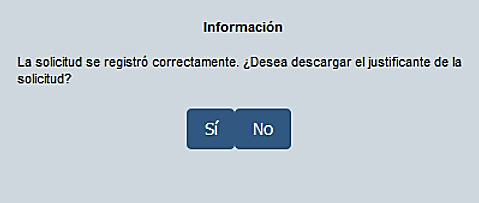 Información
La solicitud se registró correctamente. ¿Desea descargar el justificante de la
solicitud?
Sí No